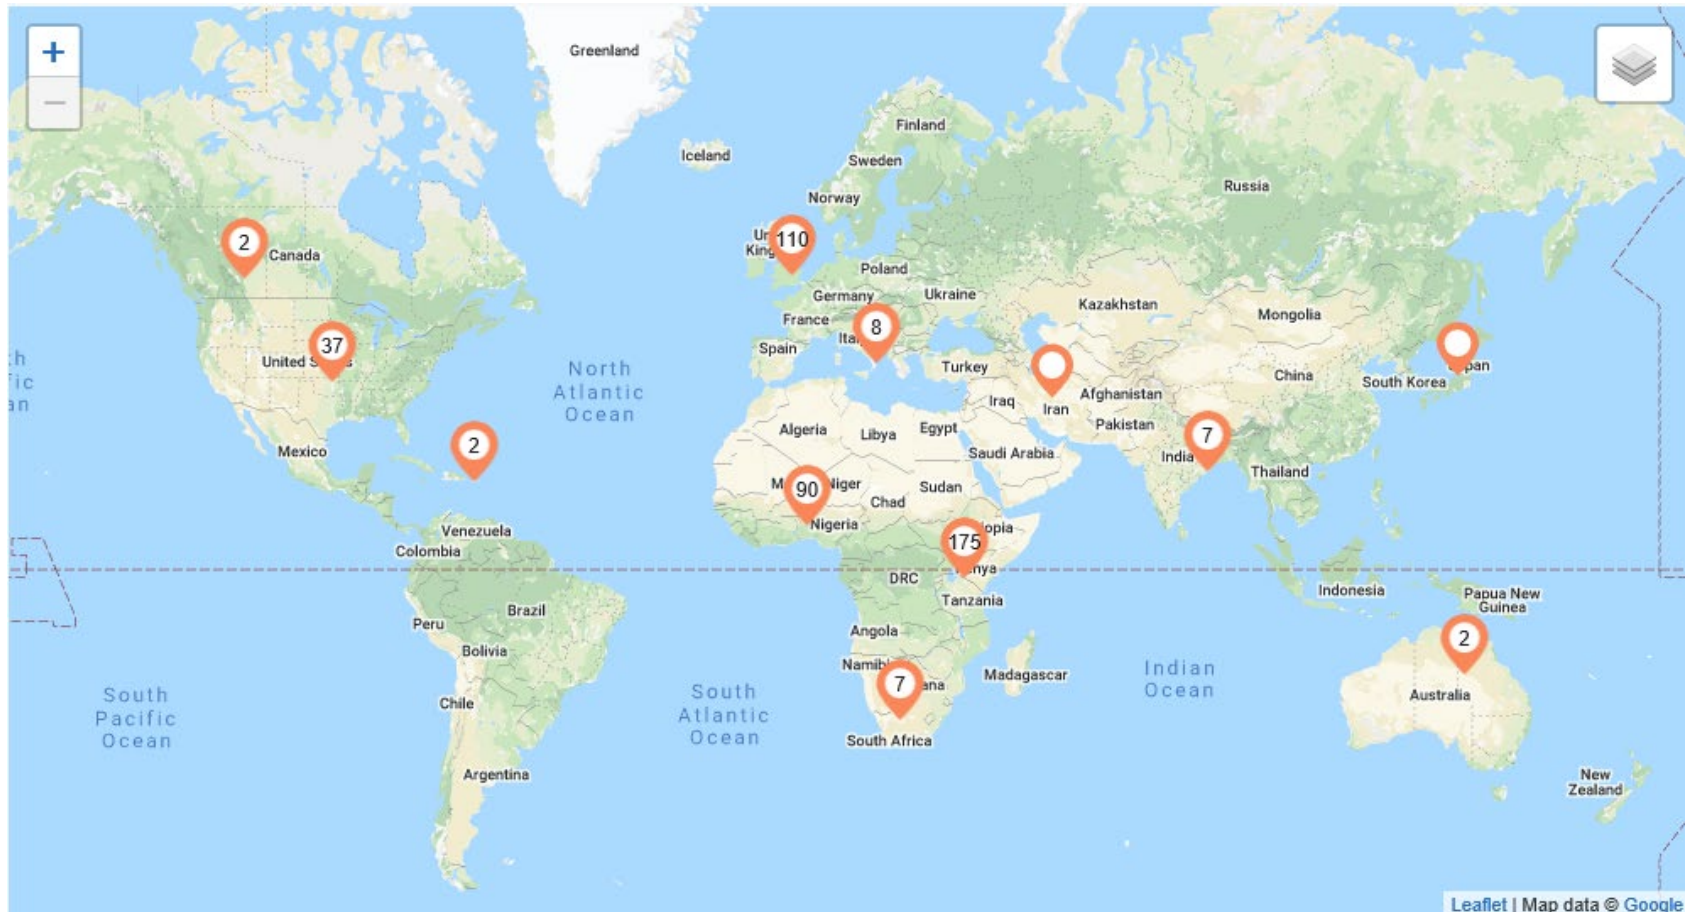 +
−
Greenland
Finland
Iceland
Sweden
Russia
Norway
2
Canada
110
Poland
Germany
Ukraine
Kazakhstan
Mongolia
France
8
37
United
Spain
Turkey
China
South Korea
North
Atlantic
Ocean
Iraq
Iran
Afghanistan
Pakistan
Algeria
Libya
Egypt
Saudi Arabia
7
India
Thailand
2
Mexico
90
Niger
Chad
Sudan
Nigeria
Venezuela
Colombia
175
DRC
Tanzania
Indonesia
Papua New
Guinea
Brazil
Peru
Angola
2
Bolivia
7
Madagascar
Indian
Ocean
Australia
Chile
South
Pacific
Ocean
South
Atlantic
Ocean
South Africa
Argentina
New
Zealand
Leaflet | Map data © Google